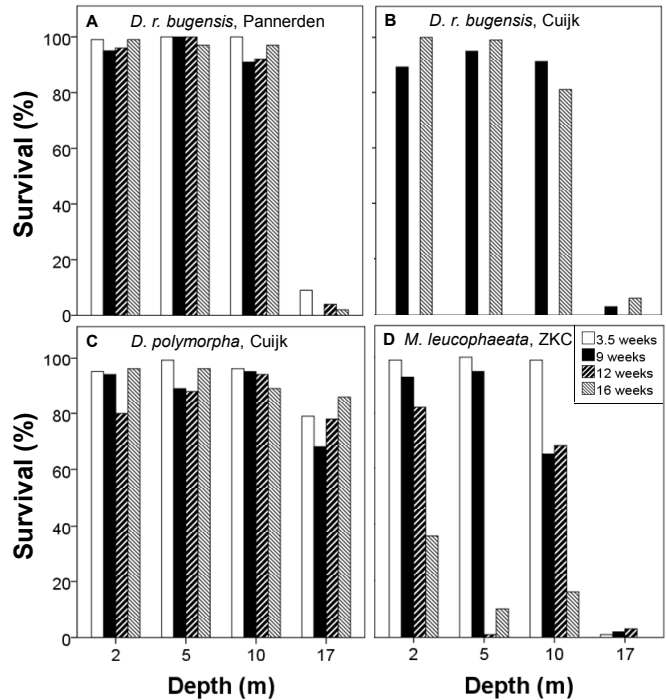 A D. r. bugensis, Pannerden
B D. r. bugensis, Cuijk
100
80
60
40
20
0
Survival (%)
C D. polymorpha, Cuijk
D M. leucophaeata, ZKC
3.5 weeks
9 weeks
12 weeks
16 weeks
100
80
60
40
20
0
Survival (%)
2 5 10 17
2 5 10 17
Depth (m)
Depth (m)